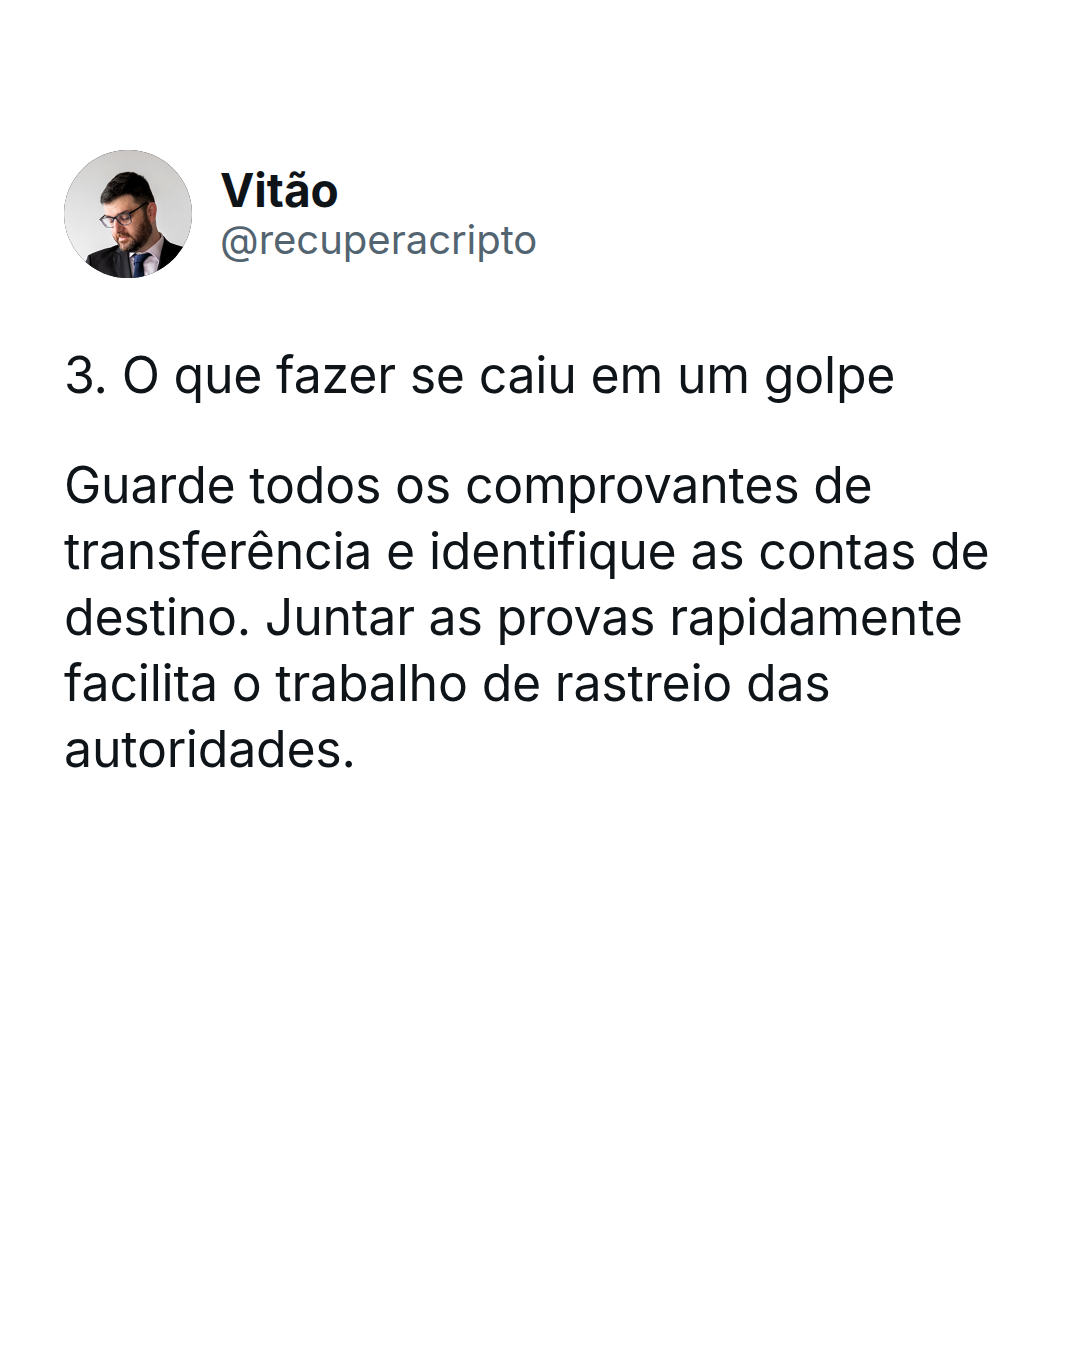 Vitão
@recuperacripto
3. O que fazer se caiu em um golpe
Guarde todos os comprovantes de
transferência e identifique as contas de
destino. Juntar as provas rapidamente
facilita o trabalho de rastreio das
autoridades.